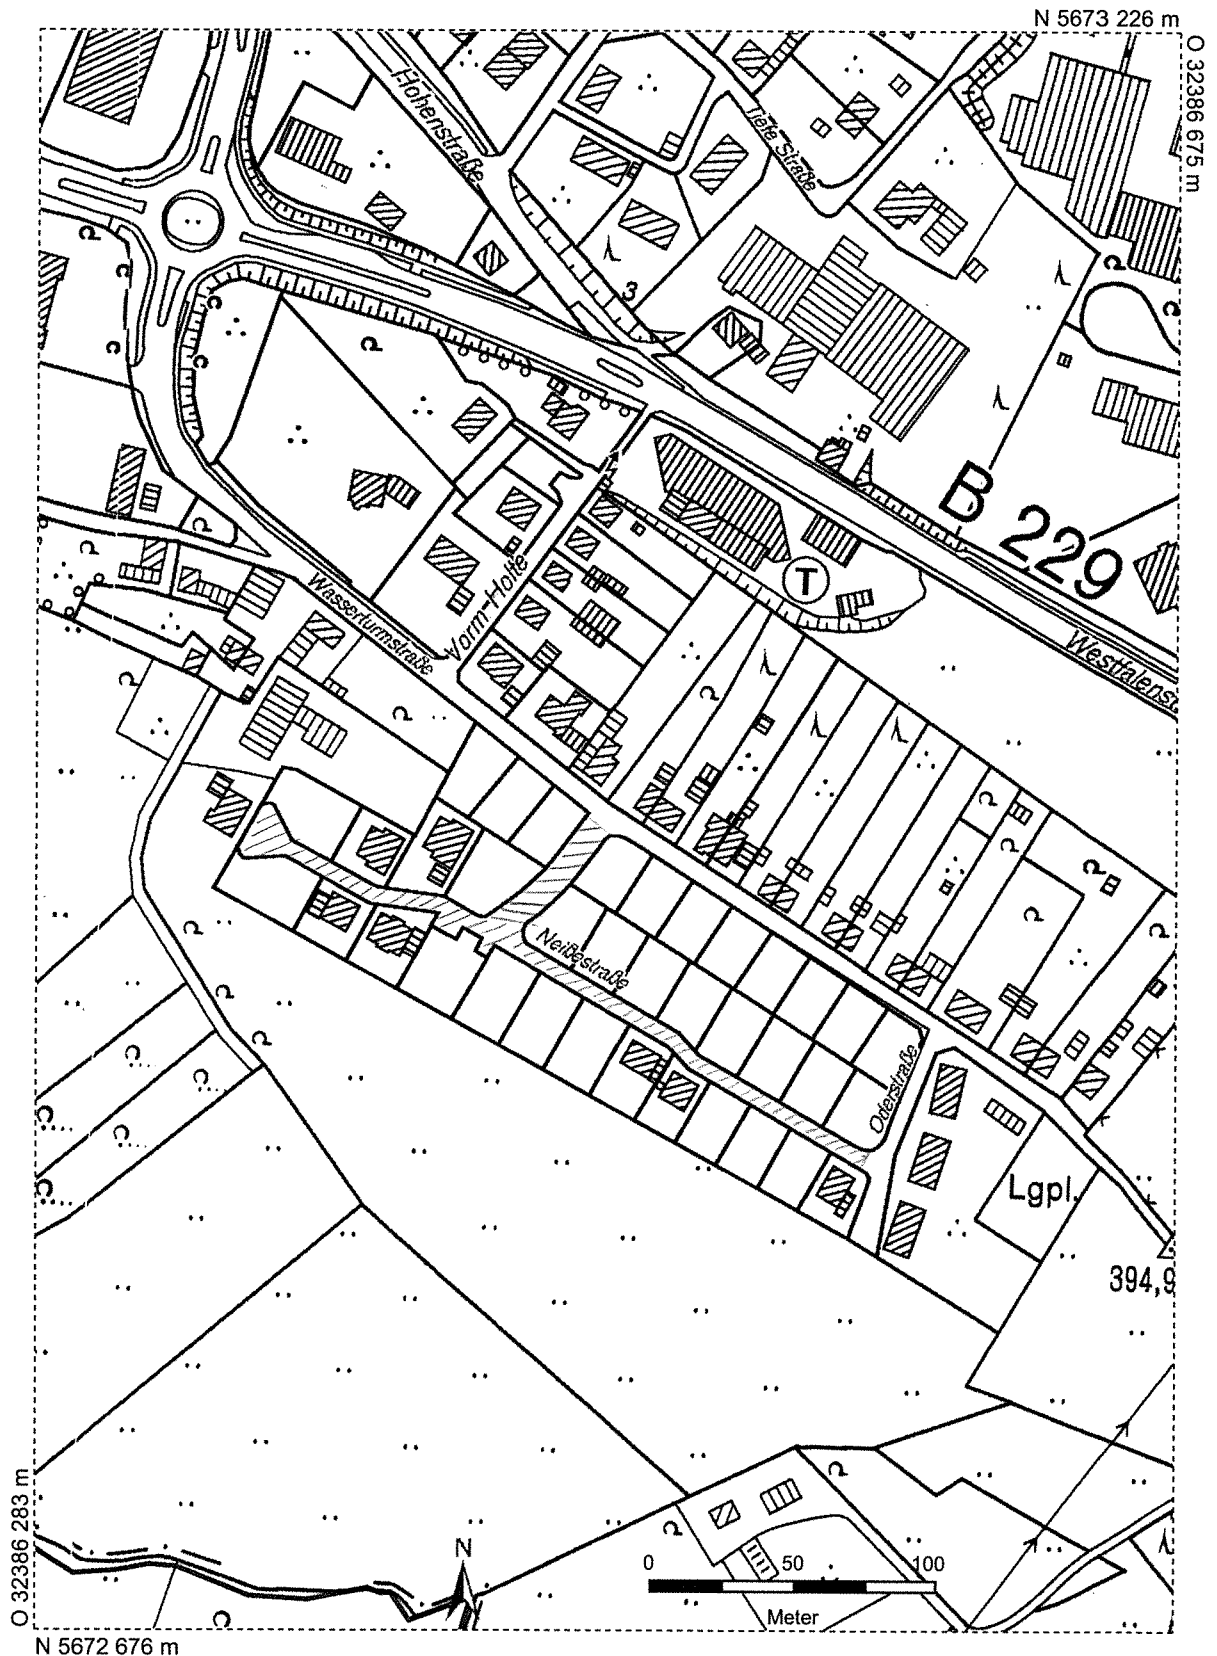 N 5673 226 m
O 32386 675 m
Hohenstraße
Tiefe Straße
3
B 229
T
Vorm-Holte
Wasserturmstraße
Westfalenst
Neißestraße
Oderstraße
Lgpl.
394,9
N
0 50 100
Meter
O 32386 283 m
N 5672 676 m